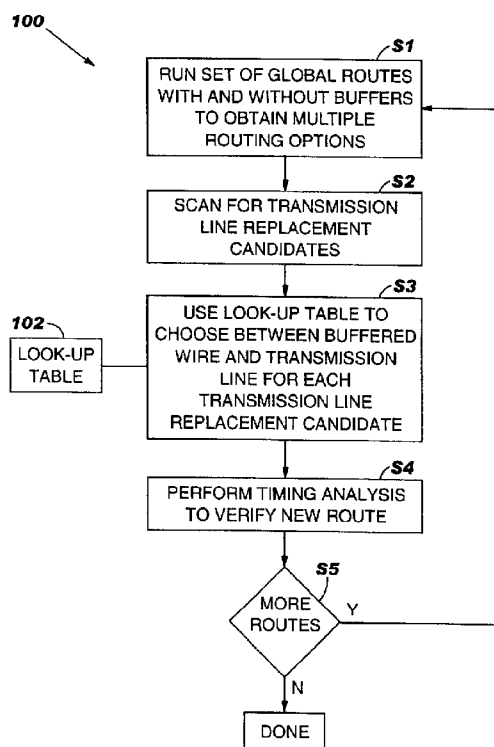 100
S1
RUN SET OF GLOBAL ROUTES
WITH AND WITHOUT BUFFERS
TO OBTAIN MULTIPLE
ROUTING OPTIONS
S2
SCAN FOR TRANSMISSION
LINE REPLACEMENT
CANDIDATES
S3
USE LOOK-UP TABLE TO
CHOOSE BETWEEN BUFFERED
WIRE AND TRANSMISSION
LINE FOR EACH
TRANSMISSION LINE
REPLACEMENT CANDIDATE
102
LOOK-UP
TABLE
S4
PERFORM TIMING ANALYSIS
TO VERIFY NEW ROUTE
S5
MORE
ROUTES
Y
N
DONE